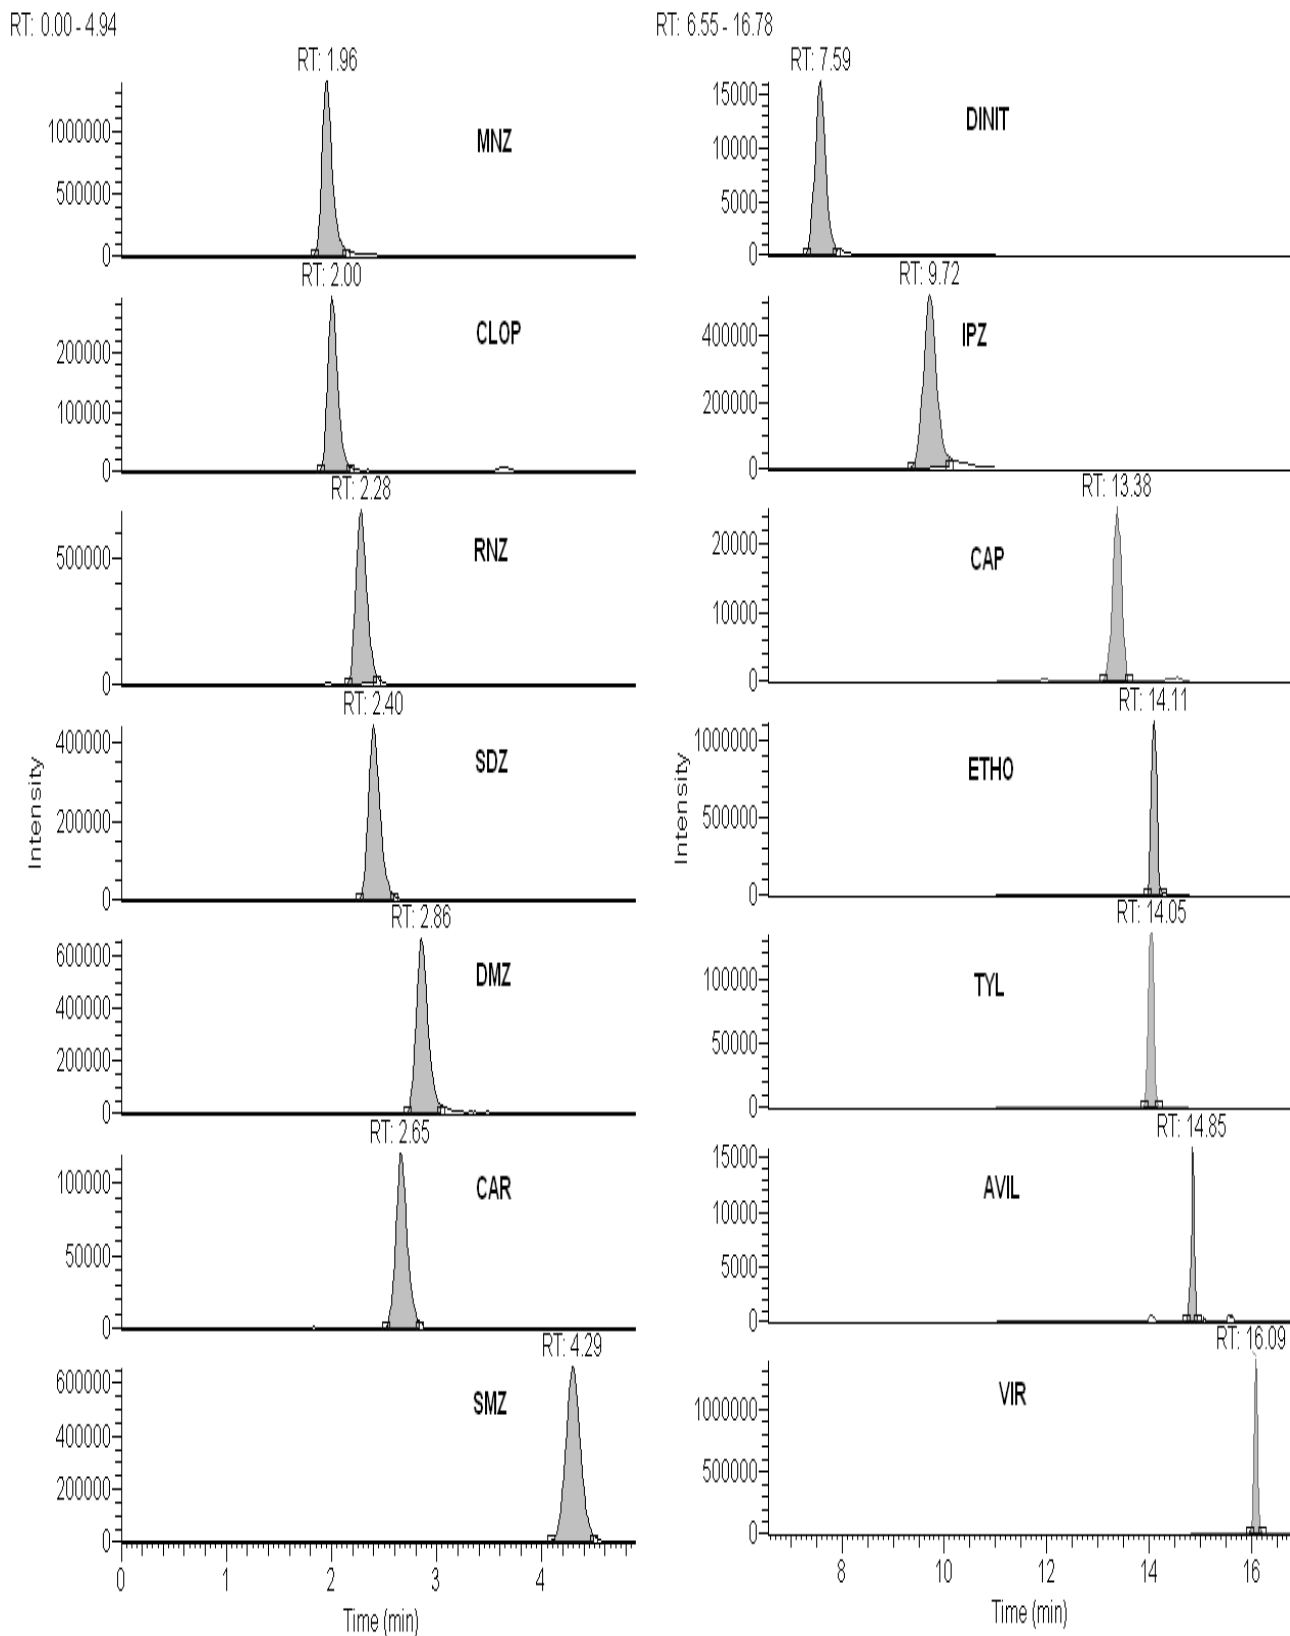 RT: 0.00 - 4.94
RT: 1.96
1000000
500000
0
MNZ
RT: 2.00
200000
100000
0
CLOP
RT: 2.28
500000
0
RNZ
RT: 2.40
400000
200000
0
SDZ
Intensity
RT: 2.86
600000
400000
200000
0
DMZ
RT: 2.65
100000
50000
0
CAR
RT: 4.29
600000
400000
200000
0
SMZ
0 1 2 3 4
Time (min)
RT: 6.55 - 16.78
RT: 7.59
15000
10000
5000
0
DINIT
RT: 9.72
400000
200000
0
IPZ
RT: 13.38
20000
10000
0
CAP
RT: 14.11
1000000
500000
0
ETHO
Intensity
RT: 14.05
100000
50000
0
TYL
RT: 14.85
15000
10000
5000
0
AVIL
RT: 16.09
1000000
500000
0
VIR
8 10 12 14 16
Time (min)